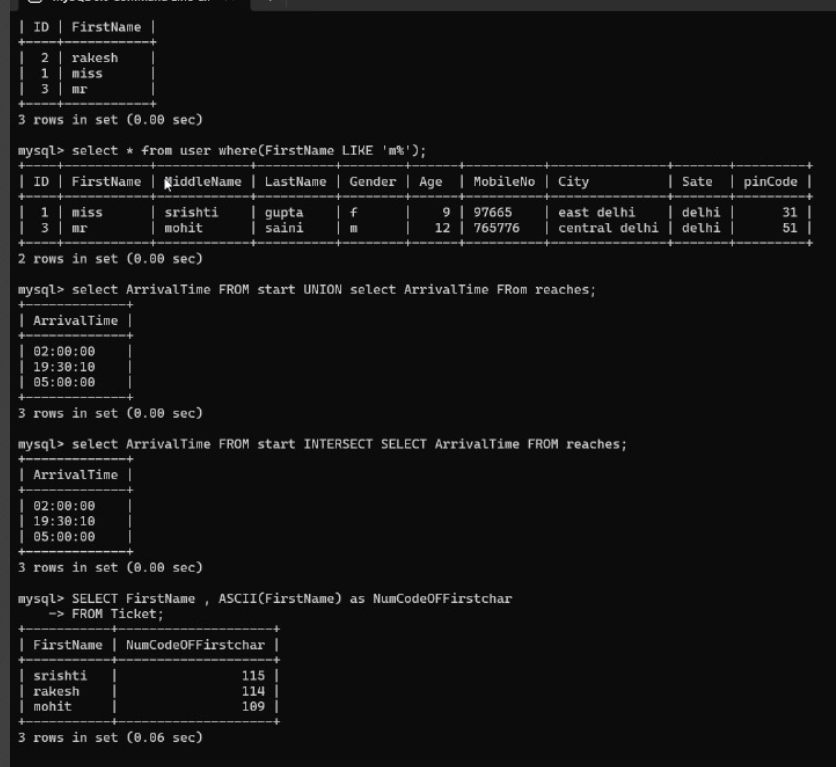 | ID | FirstName |
+----+-----------+
| 2 | rakesh |
| 1 | miss |
| 3 | mr |
+----+-----------+
3 rows in set (0.00 sec)
mysql> select * from user where(FirstName LIKE 'm%');
+----+-----------+------------+----------+--------+------+----------+---------------+-------+---------+
| ID | FirstName | MiddleName | LastName | Gender | Age | MobileNo | City | Sate | pinCode |
+----+-----------+------------+----------+--------+------+----------+---------------+-------+---------+
| 1 | miss | srishti | gupta | f | 9 | 97665 | east delhi | delhi | 31 |
| 3 | mr | mohit | saini | m | 12 | 765776 | central delhi | delhi | 51 |
+----+-----------+------------+----------+--------+------+----------+---------------+-------+---------+
2 rows in set (0.00 sec)
mysql> select ArrivalTime FROM start UNION select ArrivalTime FRom reaches;
+-------------+
| ArrivalTime |
+-------------+
| 02:00:00 |
| 19:30:10 |
| 05:00:00 |
+-------------+
3 rows in set (0.00 sec)
mysql> select ArrivalTime FROM start INTERSECT SELECT ArrivalTime FROM reaches;
+-------------+
| ArrivalTime |
+-------------+
| 02:00:00 |
| 19:30:10 |
| 05:00:00 |
+-------------+
3 rows in set (0.00 sec)
mysql> SELECT FirstName , ASCII(FirstName) as NumCodeOFFirstchar
-> FROM Ticket;
+-----------+--------------------+
| FirstName | NumCodeOFFirstchar |
+-----------+--------------------+
| srishti | 115 |
| rakesh | 114 |
| mohit | 109 |
+-----------+--------------------+
3 rows in set (0.06 sec)